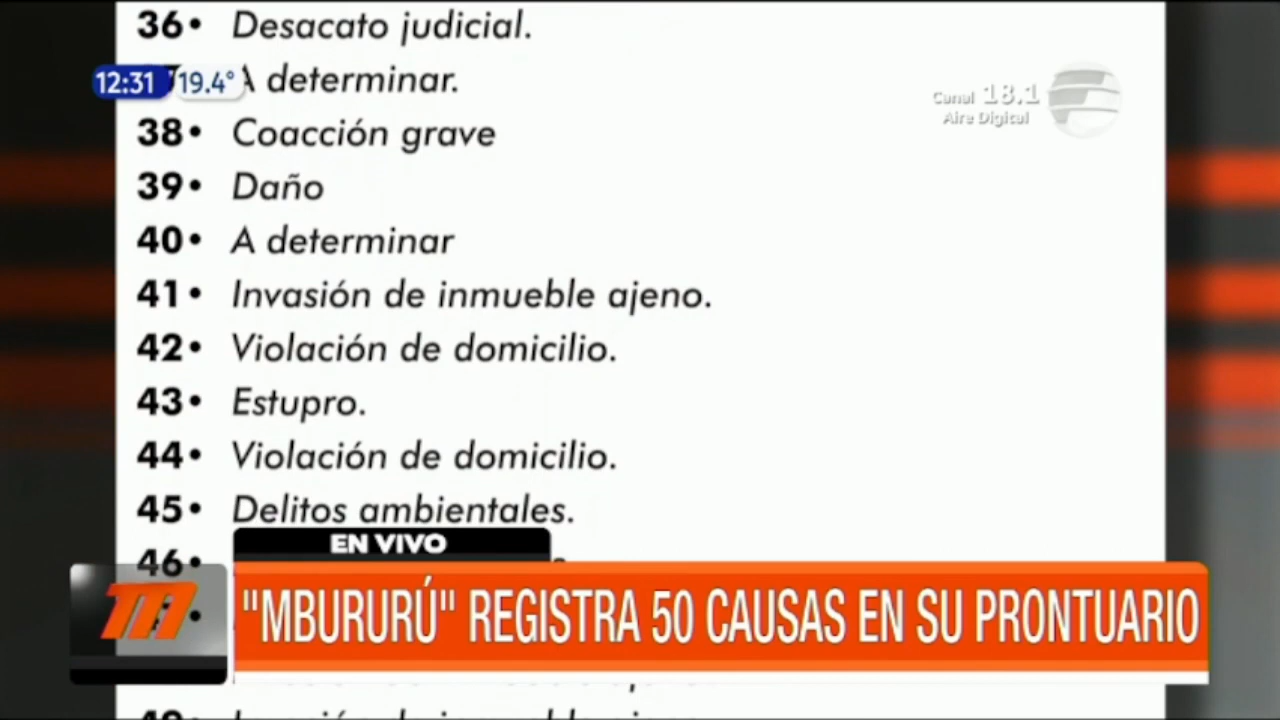 36• Desacato judicial.
12:31 19.4° A determinar.
Canal 18.1
Aire Digital
38• Coacción grave
39• Daño
40• A determinar
41• Invasión de inmueble ajeno.
42• Violación de domicilio.
43• Estupro.
44• Violación de domicilio.
45• Delitos ambientales.
46•
EN VIVO
"MBURURÚ" REGISTRA 50 CAUSAS EN SU PRONTUARIO